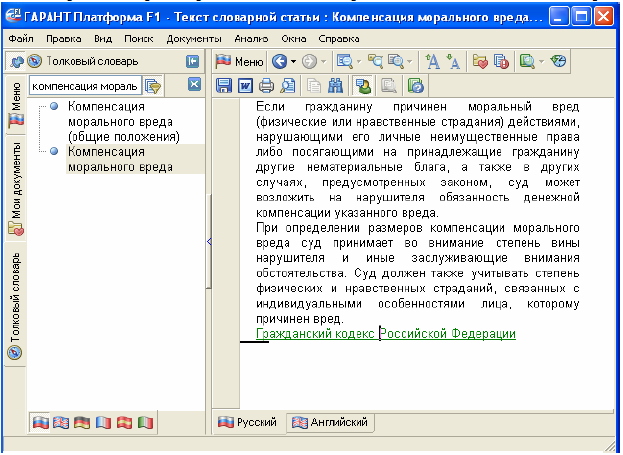 ГАРАНТ Платформа F1 - Текст словарной статьи : Компенсация морального вреда...
Файл Правка Вид Поиск Документы Анализ Окна Справка
Толковый словарь
Меню
компенсация мораль
Меню
Мои документы
Толковый словарь
Компенсация
морального вреда
(общие положения)
Компенсация
морального вреда
Если гражданину причинен моральный вред
(физические или нравственные страдания) действиями,
нарушающими его личные неимущественные права
либо посягающими на принадлежащие гражданину
другие нематериальные блага, а также в других
случаях, предусмотренных законом, суд может
возложить на нарушителя обязанность денежной
компенсации указанного вреда.
При определении размеров компенсации морального
вреда суд принимает во внимание степень вины
нарушителя и иные заслуживающие внимания
обстоятельства. Суд должен также учитывать степень
физических и нравственных страданий, связанных с
индивидуальными особенностями лица, которому
причинен вред.
Гражданский кодекс Российской Федерации
Русский Английский